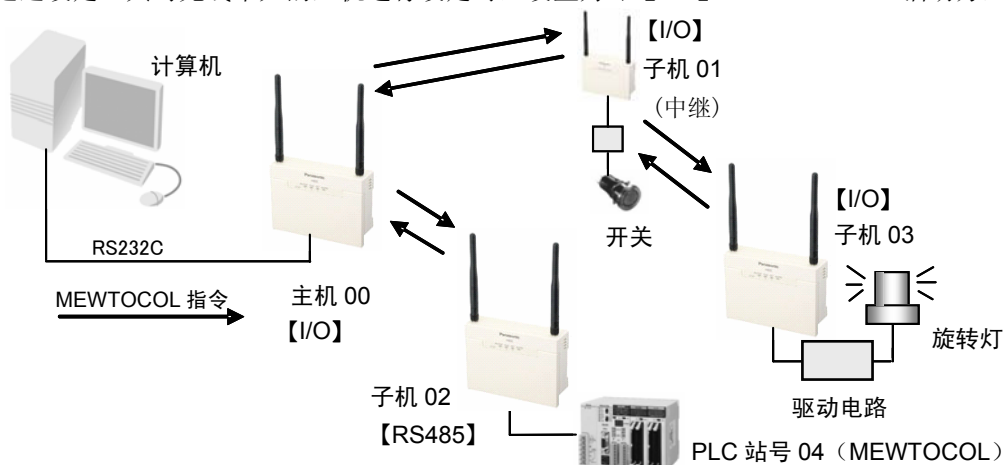 【I/O】
计算机
子机 01
(中继)
【I/O】
开关
子机 03
RS232C
MEWTOCOL 指令
主机 00
【I/O】
旋转灯
子机 02
驱动电路
【RS485】
PLC 站号 04（MEWTOCOL）